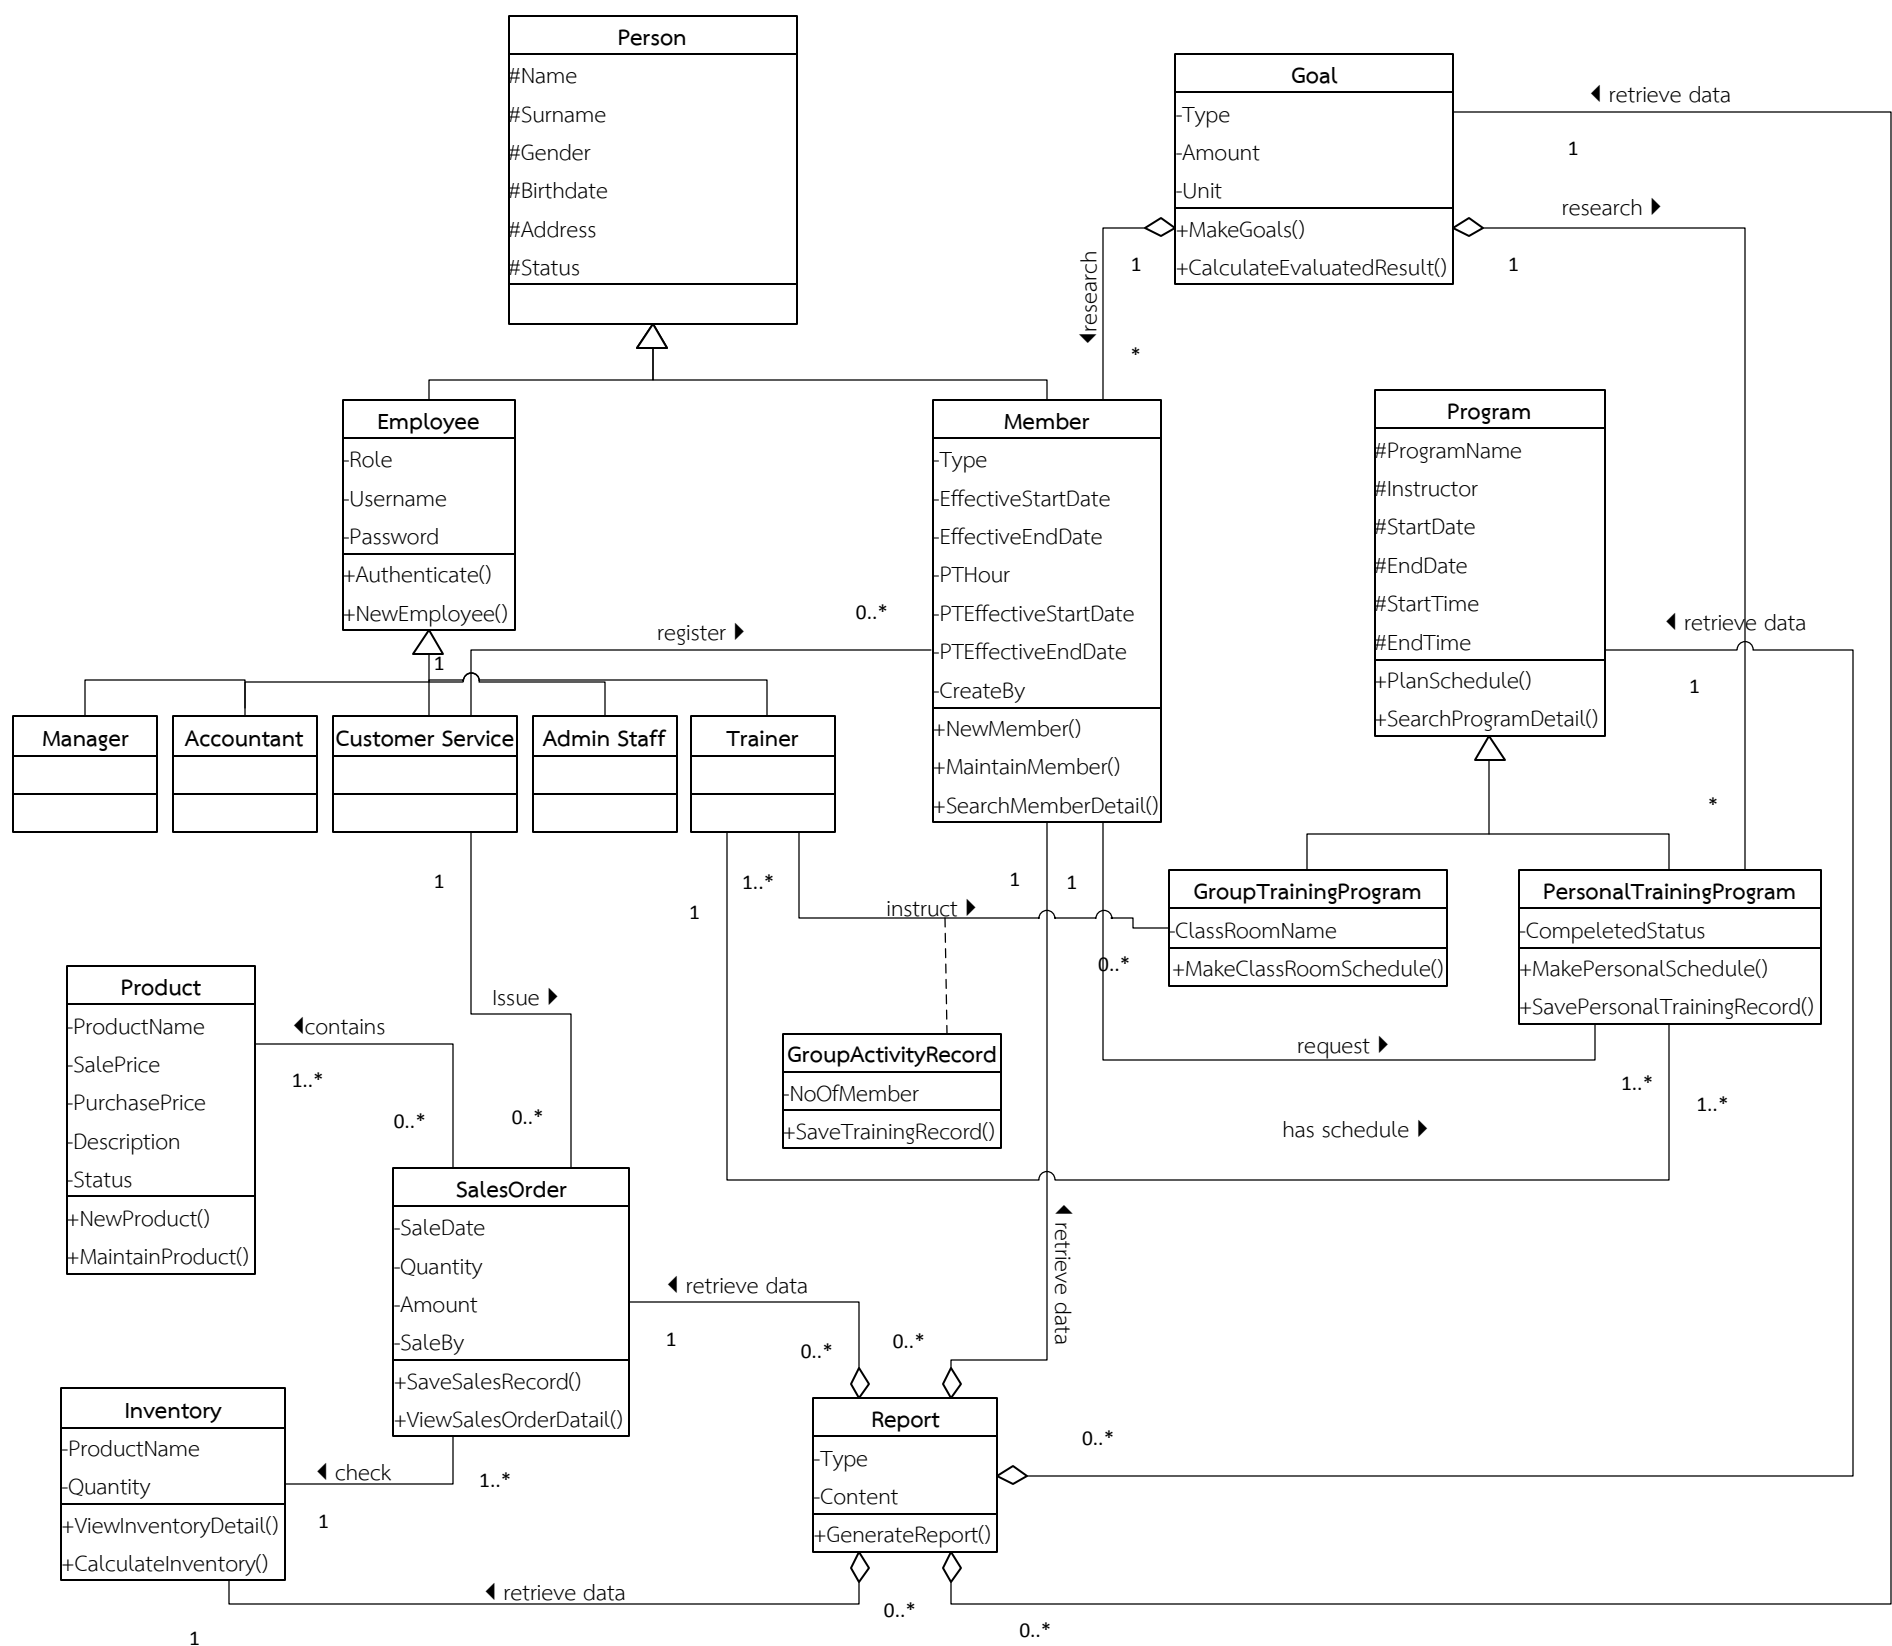 Person
#Name
#Surname
#Gender
#Birthdate
#Address
#Status
Goal
-Type
-Amount
-Unit
+MakeGoals()
+CalculateEvaluatedResult()
retrieve data
1
research
1
1
research
*
Employee
-Role
-Username
-Password
+Authenticate()
+NewEmployee()
Member
-Type
-EffectiveStartDate
-EffectiveEndDate
-PTHour
-PTEffectiveStartDate
-PTEffectiveEndDate
-CreateBy
+NewMember()
+MaintainMember()
+SearchMemberDetail()
Program
#ProgramName
#Instructor
#StartDate
#EndDate
#StartTime
#EndTime
+PlanSchedule()
+SearchProgramDetail()
retrieve data
1
*
register
0..*
1
Manager
Accountant
Customer Service
Admin Staff
Trainer
1
1
1..*
1
1
instruct
0..*
GroupTrainingProgram
-ClassRoomName
+MakeClassRoomSchedule()
PersonalTrainingProgram
-CompeletedStatus
+MakePersonalSchedule()
+SavePersonalTrainingRecord()
Product
-ProductName
-SalePrice
-PurchasePrice
-Description
-Status
+NewProduct()
+MaintainProduct()
Issue
contains
1..*
0..*
0..*
GroupActivityRecord
-NoOfMember
+SaveTrainingRecord()
request
1..*
1..*
has schedule
SalesOrder
-SaleDate
-Quantity
-Amount
-SaleBy
+SaveSalesRecord()
+ViewSalesOrderDatail()
retrieve data
1
0..*
0..*
retrieve data
Inventory
-ProductName
-Quantity
+ViewInventoryDetail()
+CalculateInventory()
check
1..*
1
Report
-Type
-Content
+GenerateReport()
0..*
retrieve data
0..*
0..*
1